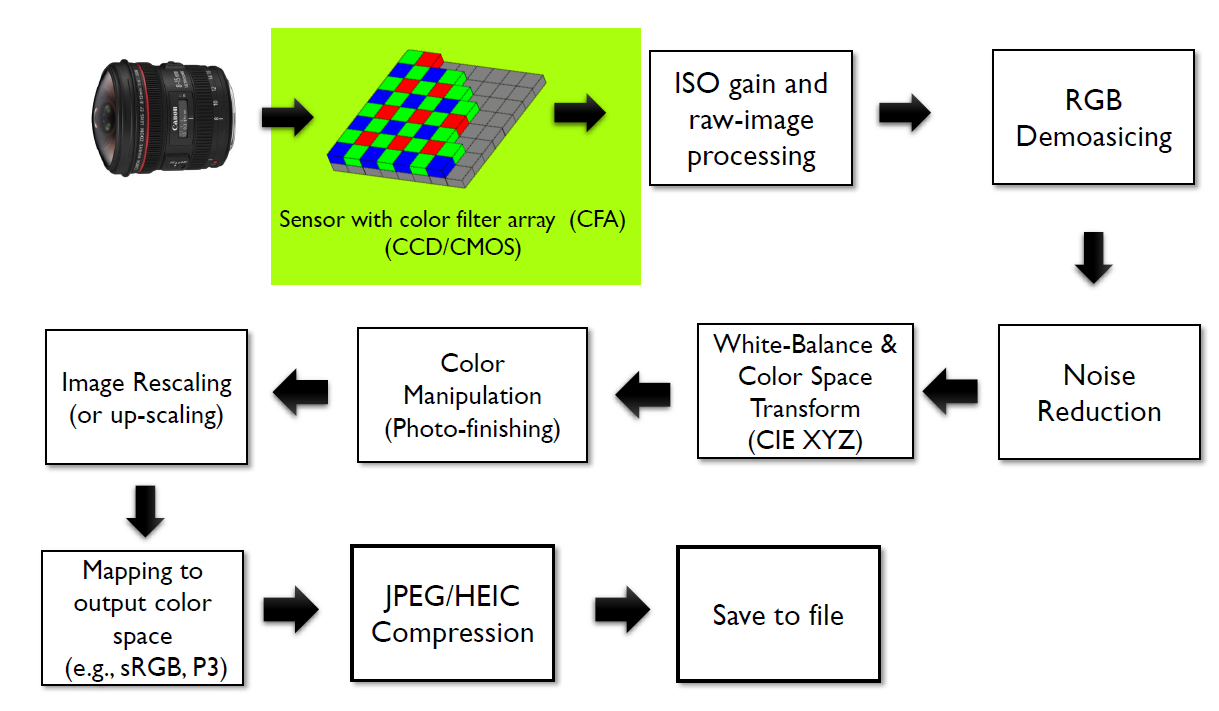 Canon
Sensor with color filter array (CFA)
(CCD/CMOS)
ISO gain and
raw-image
processing
RGB
Demoasicing
Noise
Reduction
White-Balance &
Color Space
Transform
(CIE XYZ)
Color
Manipulation
(Photo-finishing)
Image Rescaling
(or up-scaling)
Mapping to
output color
space
(e.g., sRGB, P3)
JPEG/HEIC
Compression
Save to file